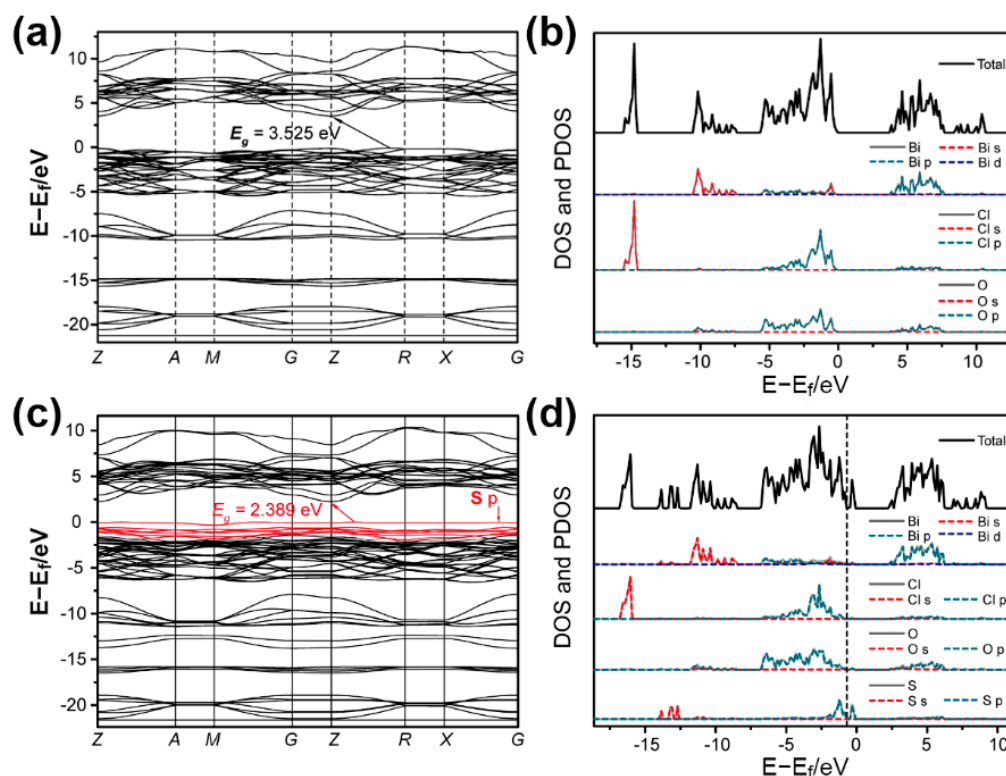 (a)
E−Ef/eV
10
5
0
-5
-10
-15
-20
Eg = 3.525 eV
Z A M G Z R X G
(b)
DOS and PDOS
Total
Bi Bi s
Bi p Bi d
Cl
Cl s
Cl p
O
O s
O p
-15 -10 -5 0 5 10
E−Ef/eV
(c)
E−Ef/eV
10
5
0
-5
-10
-15
-20
Eg = 2.389 eV
S p
Z A M G Z R X G
(d)
DOS and PDOS
Total
Bi Bi s
Bi p Bi d
Cl
Cl s Cl p
O
O s O p
S
S s S p
-15 -10 -5 0 5 10
E−Ef/eV